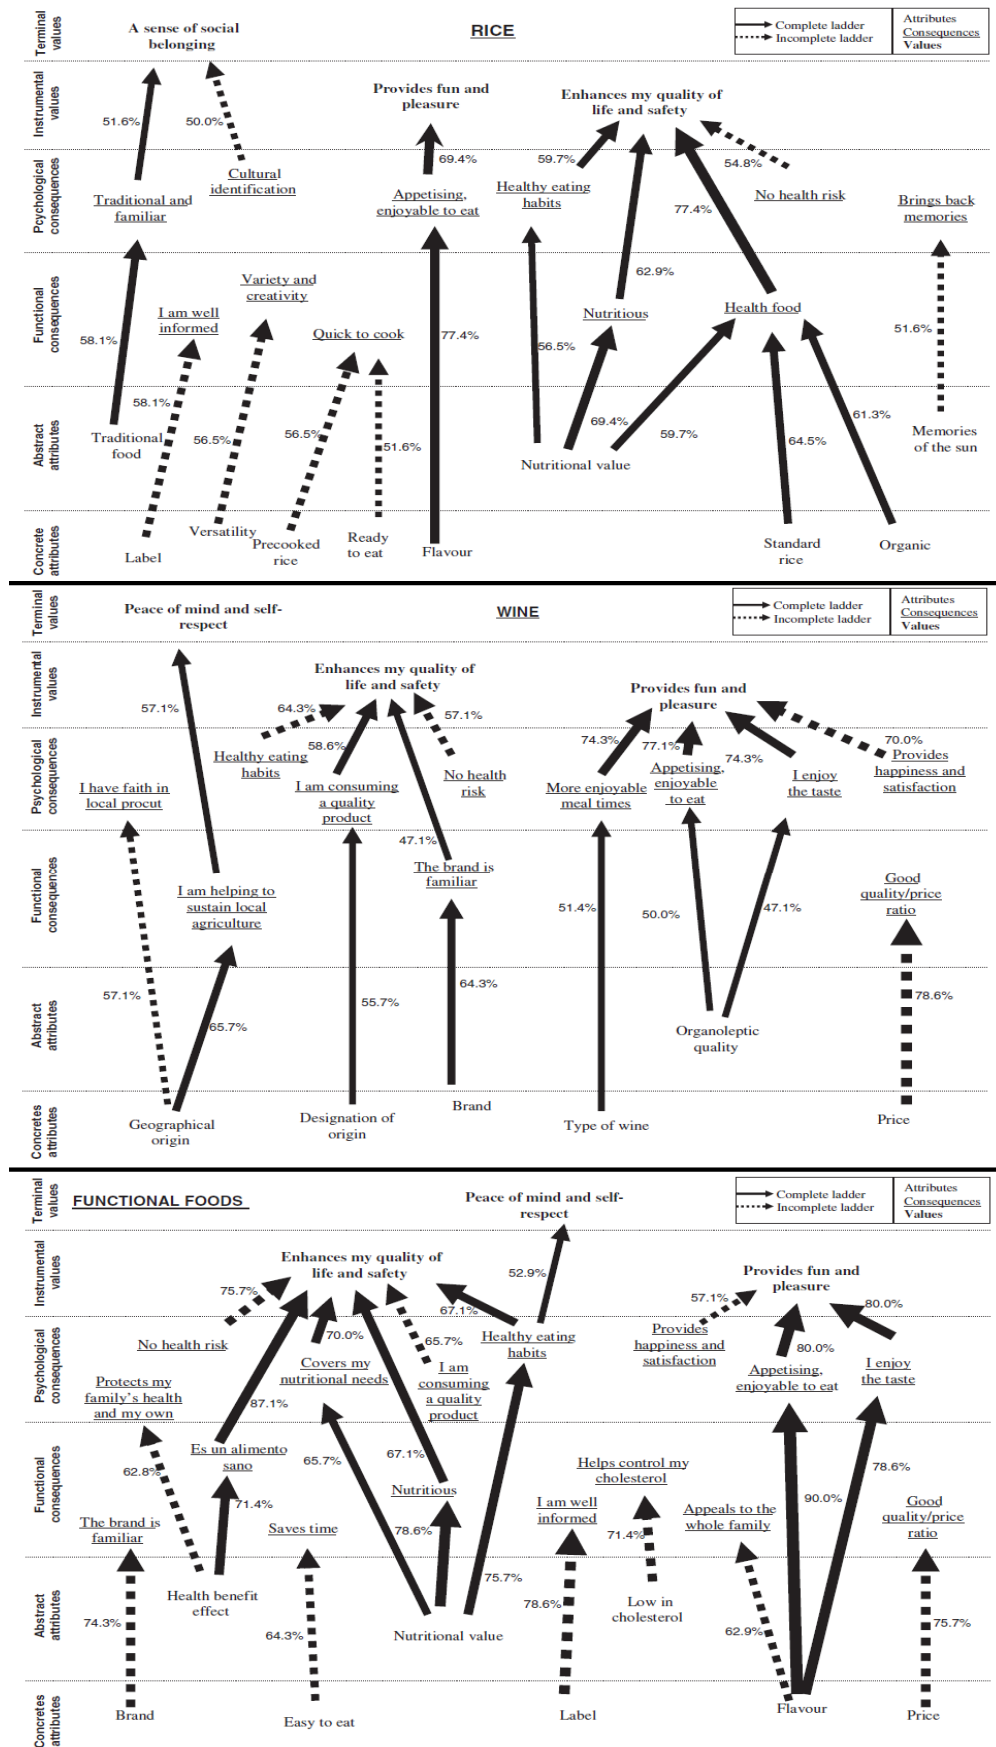 RICE
Complete ladder
Incomplete ladder
Attributes
Consequences
Values
Terminal
values
Instrumental
values
Pcychological
consequences
Functional
consequences
Abstract
attributes
Concrete
attributes
A sense of social
belonging
Provides fun and
pleasure
Enhances my quality of
life and safety
51.6%
50.0%
69.4%
59.7%
54.8%
Cultural
identification
Traditional and
familiar
Appetising,
enjoyable to eat
Healthy eating
habits
77.4%
No health risk
Brings back
memories
62.9%
Variety and
creativity
I am well
informed
Quick to cook
Nutritious
Health food
58.1%
77.4%
56.5%
51.6%
58.1%
56.5%
56.5%
51.6%
69.4%
59.7%
64.5%
61.3%
Traditional
food
Nutritional value
Memories
of the sun
Label
Versatility
Precooked
rice
Ready
to eat
Flavour
Standard
rice
Organic
WINE
Complete ladder
Incomplete ladder
Attributes
Consequences
Values
Terminal
values
Instrumental
values
Psychological
consequences
Functional
consequences
Abstract
attributes
Concretes
attributes
Peace of mind and self-
respect
Enhances my quality of
life and safety
Provides fun and
pleasure
57.1%
64.3%
58.6%
57.1%
74.3%
77.1%
74.3%
70.0%
I have faith in
local procut
Healthy eating
habits
I am consuming
a quality
product
No health
risk
More enjoyable
meal times
Appetising,
enjoyable
to eat
I enjoy
the taste
Provides
happiness and
satisfaction
47.1%
I am helping to
sustain local
agriculture
The brand is
familiar
Good
quality/price
ratio
51.4%
50.0%
47.1%
57.1%
65.7%
55.7%
64.3%
78.6%
Organoleptic
quality
Geographical
origin
Designation of
origin
Brand
Type of wine
Price
FUNCTIONAL FOODS
Complete ladder
Incomplete ladder
Attributes
Consequences
Values
Terminal
values
Instrumental
values
Psychological
consequences
Functional
consequences
Abstract
attributes
Concretes
attributes
Peace of mind and self-
respect
Enhances my quality of
life and safety
Provides fun and
pleasure
75.7%
52.9%
67.1%
57.1%
80.0%
No health risk
70.0%
65.7%
Healthy eating
habits
Provides
happiness and
satisfaction
80.0%
Protects my
family's health
and my own
Covers my
nutritional needs
I am
consuming
a quality
product
Appetising,
enjoyable to eat
I enjoy
the taste
87.1%
62.8%
Es un alimento
sano
65.7%
67.1%
Nutritious
Helps control my
cholesterol
78.6%
71.4%
The brand is
familiar
Saves time
78.6%
I am well
informed
71.4%
Appeals to the
whole family
90.0%
Good
quality/price
ratio
75.7%
Health benefit
effect
74.3%
64.3%
Nutritional value
78.6%
Low in
cholesterol
62.9%
75.7%
Brand
Easy to eat
Label
Flavour
Price